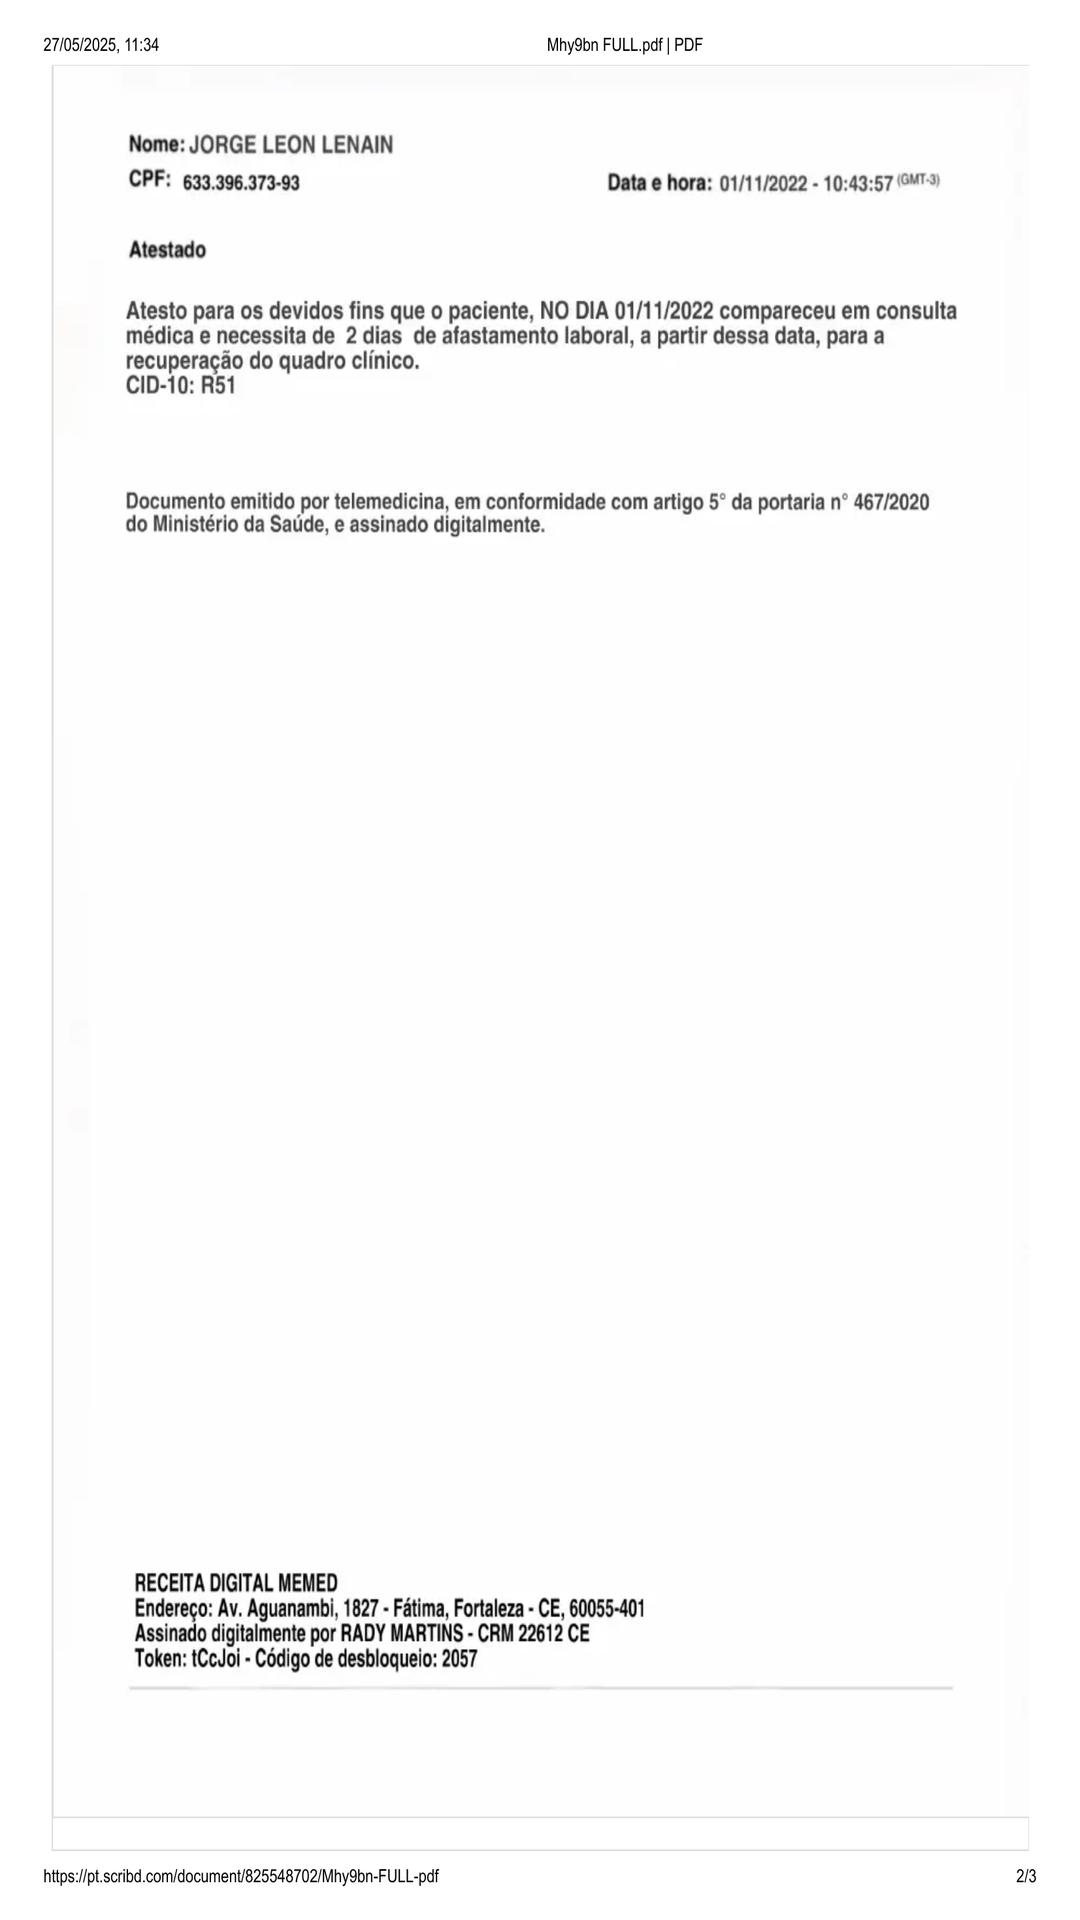 27/05/2025, 11:34 Mhy9bn FULL.pdf | PDF
Nome: JORGE LEON LENAIN
CPF: 633.396.373-93 Data e hora: 01/11/2022 - 10:43:57 (GMT-3)
Atestado
Atesto para os devidos fins que o paciente, NO DIA 01/11/2022 compareceu em consulta
médica e necessita de 2 dias de afastamento laboral, a partir dessa data, para a
recuperação do quadro clínico.
CID-10: R51
Documento emitido por telemedicina, em conformidade com artigo 5° da portaria n° 467/2020
do Ministério da Saúde, e assinado digitalmente.
RECEITA DIGITAL MEMED
Endereço: Av. Aguanambi, 1827 - Fátima, Fortaleza - CE, 60055-401
Assinado digitalmente por RADY MARTINS - CRM 22612 CE
Token: tCcJoi - Código de desbloqueio: 2057
https://pt.scribd.com/document/825548702/Mhy9bn-FULL-pdf 2/3